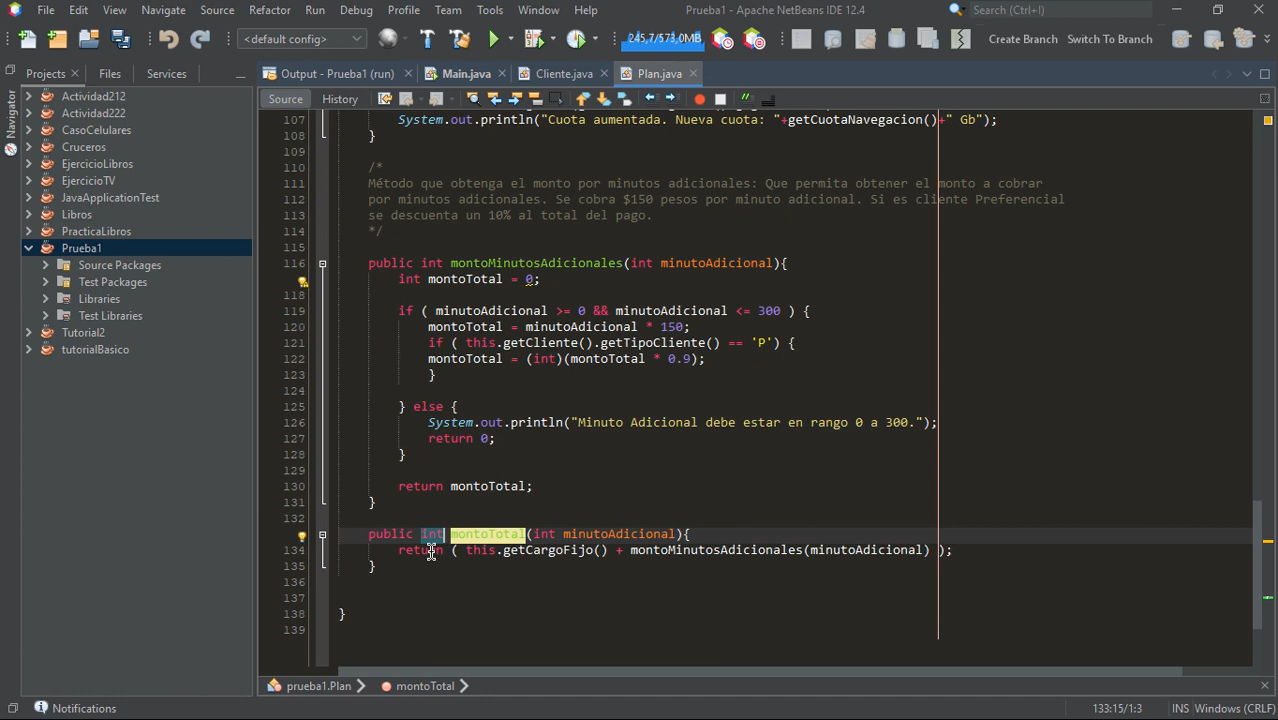 File Edit View Navigate Source Refactor Run Debug Profile Team Tools Window Help Prueba1 - Apache NetBeans IDE 12.4 Search (Ctrl+I)
<default config> 245,7/573,0MB Create Branch Switch To Branch
Projects Files Services Output - Prueba1 (run) Main.java Cliente.java Plan.java
Navigator
Source History
Actividad212
Actividad222
CasoCelulares
Cruceros
EjercicioLibros
EjercicioTV
JavaApplicationTest
Libros
PracticaLibros
Prueba1
Source Packages
Test Packages
Libraries
Test Libraries
Tutorial2
tutorialBasico
107 System.out.println("Cuota aumentada. Nueva cuota: "+getCuotaNavegacion()+" Gb");
108 }
109
110 /*
111 Método que obtenga el monto por minutos adicionales: Que permita obtener el monto a cobrar
112 por minutos adicionales. Se cobra $150 pesos por minuto adicional. Si es cliente Preferencial
113 se descuenta un 10% al total del pago.
114 */
115
116 public int montoMinutosAdicionales(int minutoAdicional){
int montoTotal = 0;
118
119 if ( minutoAdicional >= 0 && minutoAdicional <= 300 ) {
120 montoTotal = minutoAdicional * 150;
121 if ( this.getCliente().getTipoCliente() == 'P') {
122 montoTotal = (int)(montoTotal * 0.9);
123 }
124
125 } else {
126 System.out.println("Minuto Adicional debe estar en rango 0 a 300.");
127 return 0;
128 }
129
130 return montoTotal;
131 }
132
public int montoTotal(int minutoAdicional){
134 return ( this.getCargoFijo() + montoMinutosAdicionales(minutoAdicional) );
135 }
136
137
138 }
139
prueba1.Plan montoTotal
Notifications 133:15/1:3 INS Windows (CRLF)